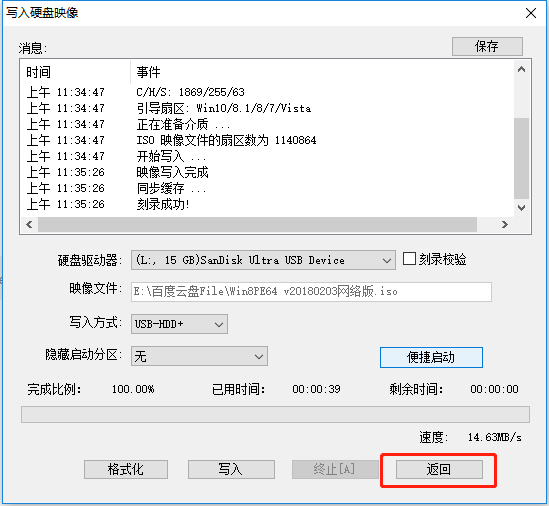 写入硬盘映像
消息:
保存
时间 事件
上午 11:34:47 C/H/S: 1869/255/63
上午 11:34:47 引导扇区: Win10/8.1/8/7/Vista
上午 11:34:47 正在准备介质 ...
上午 11:34:47 ISO 映像文件的扇区数为 1140864
上午 11:34:47 开始写入 ...
上午 11:35:26 映像写入完成
上午 11:35:26 同步缓存 ...
上午 11:35:26 刻录成功!
硬盘驱动器: (L:, 15 GB)SanDisk Ultra USB Device 刻录校验
映像文件: E:\百度云盘File\Win8PE64 v20180203网络版.iso
写入方式: USB-HDD+
隐藏启动分区: 无 便捷启动
完成比例: 100.00% 已用时间: 00:00:39 剩余时间: 00:00:00
速度: 14.63MB/s
格式化 写入 终止[A] 返回